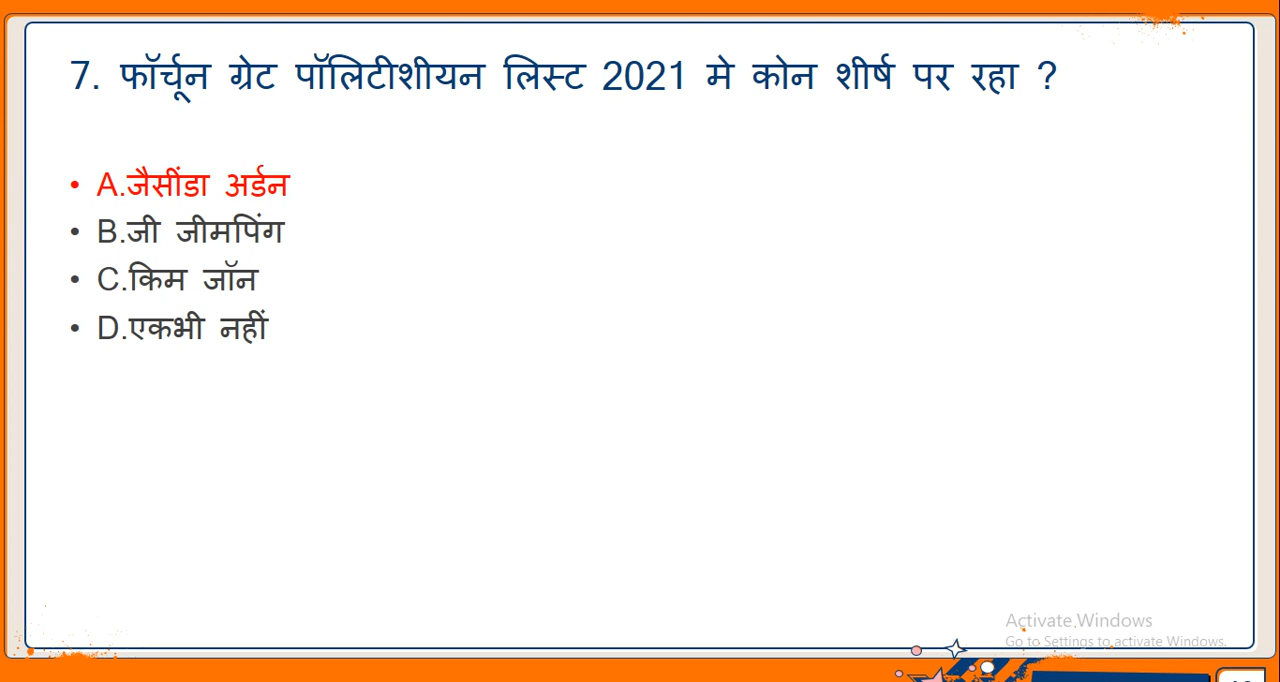 7. फॉर्चून ग्रेट पॉलिटीशीयन लिस्ट 2021 मे कोन शीर्ष पर रहा ?
• A.जैसींडा अर्डन
• B.जी जीमपिंग
• C.किम जॉन
• D.एकभी नहीं
Activate Windows
Go to Settings to activate Windows.